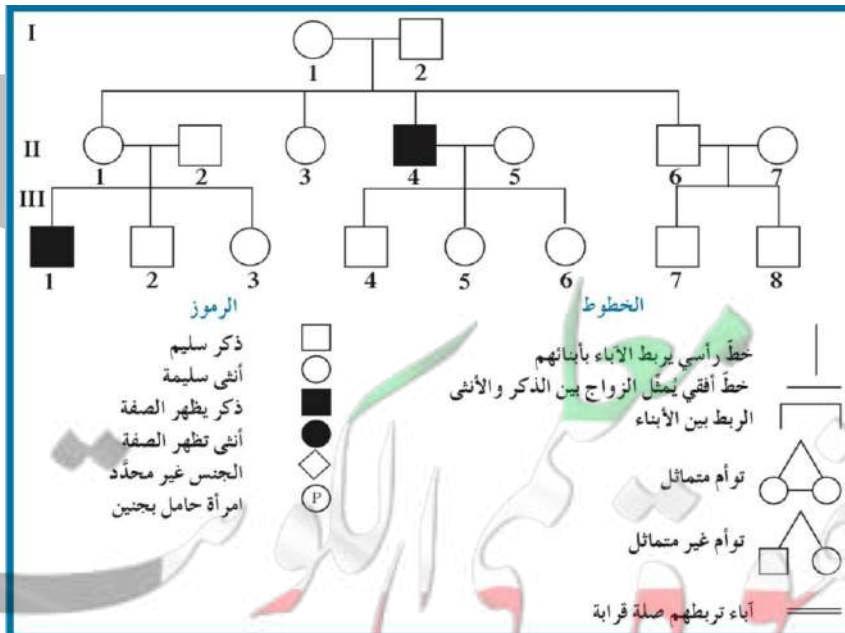 I
1 2
II
1 2 3 4 5 6 7
III
1 2 3 4 5 6 7 8
الرموز
ذكر سليم
أنثى سليمة
ذكر يظهر الصفة
أنثى تظهر الصفة
الجنس غير محدَّد
امرأة حامل بجنين
P
الخطوط
خطّ رأسي يربط الآباء بأبنائهم
خطّ أفقي يُمثّل الزواج بين الذكر والأنثى
الربط بين الأبناء
توأم متماثل
توأم غير متماثل
آباء تربطهم صلة قرابة